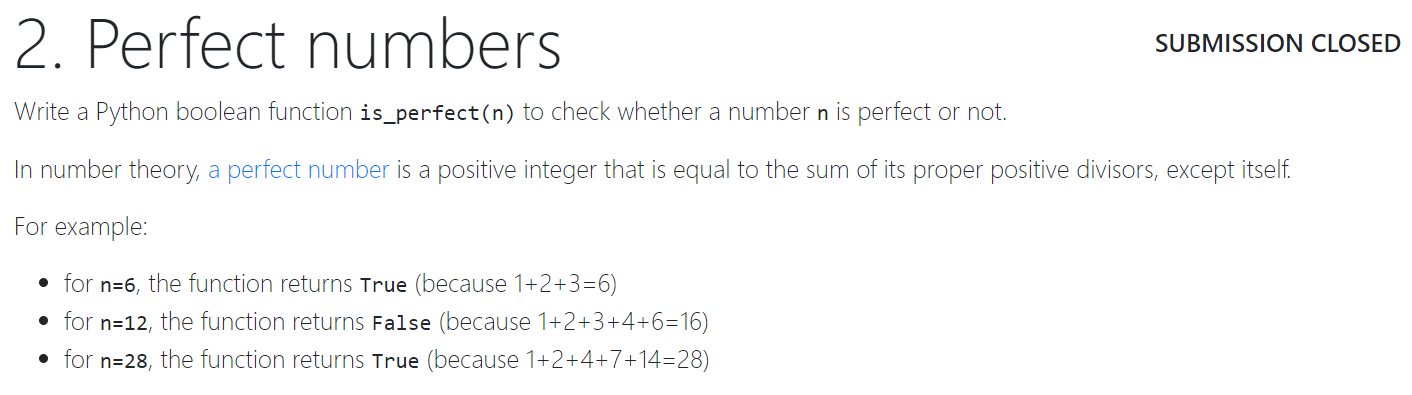 2. Perfect numbers
SUBMISSION CLOSED
Write a Python boolean function is_perfect(n) to check whether a number n is perfect or not.
In number theory, a perfect number is a positive integer that is equal to the sum of its proper positive divisors, except itself.
For example:
• for n=6, the function returns True (because 1+2+3=6)
• for n=12, the function returns False (because 1+2+3+4+6=16)
• for n=28, the function returns True (because 1+2+4+7+14=28)